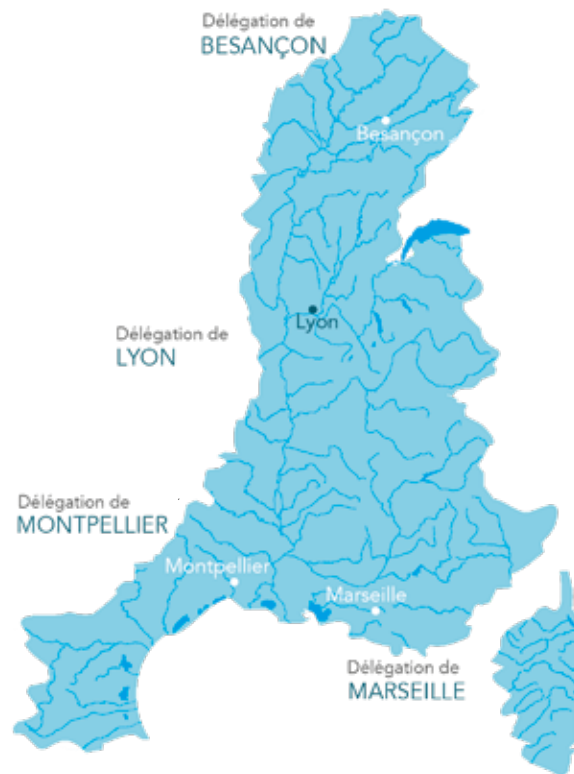 Délégation de
BESANÇON
Besançon
Lyon
Délégation de
LYON
Délégation de
MONTPELLIER
Montpellier
Marseille
Délégation de
MARSEILLE